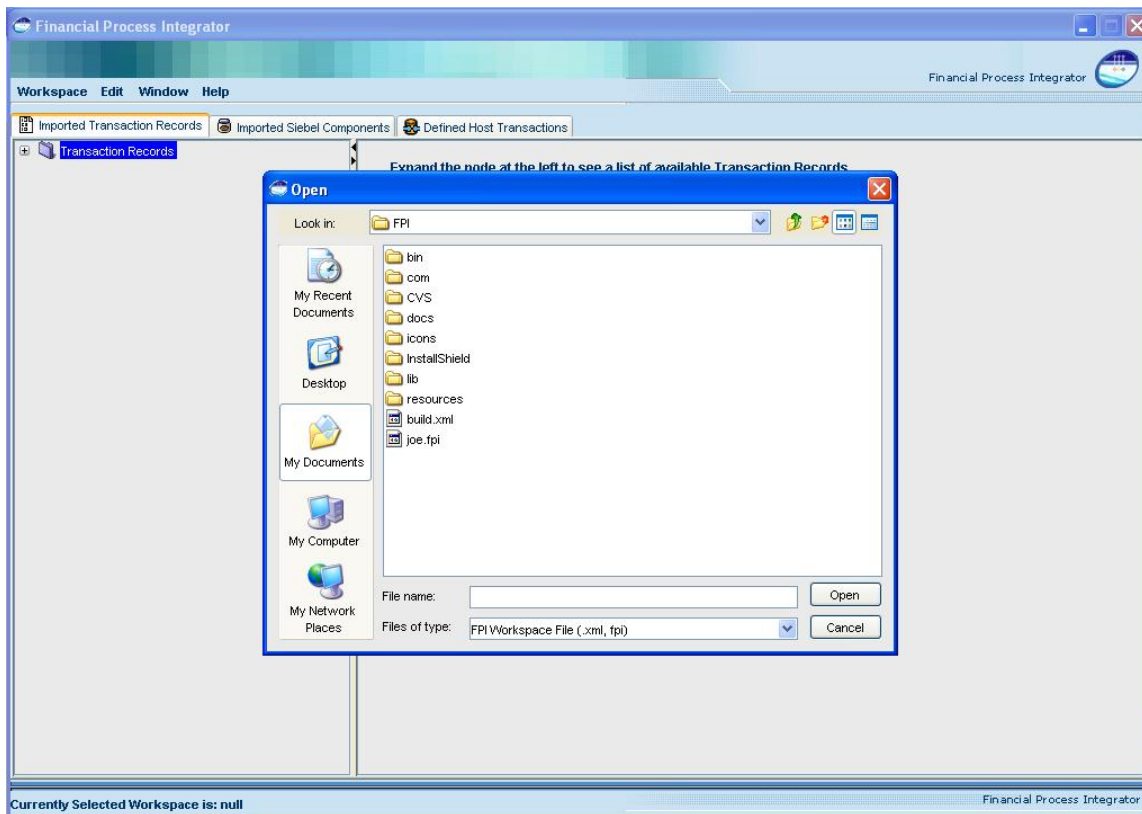 Financial Process Integrator
Financial Process Integrator
Workspace Edit Window Help
Imported Transaction Records Imported Siebel Components Defined Host Transactions
Transaction Records
Expand the node at the left to see a list of available Transaction Records
Open
Look in: FPI
My Recent Documents
Desktop
My Documents
My Computer
My Network Places
bin
com
CVS
docs
icons
InstallShield
lib
resources
build.xml
joe.fpi
File name: Open
Files of type: FPI Workspace File (.xml, fpi) Cancel
Currently Selected Workspace is: null Financial Process Integrator